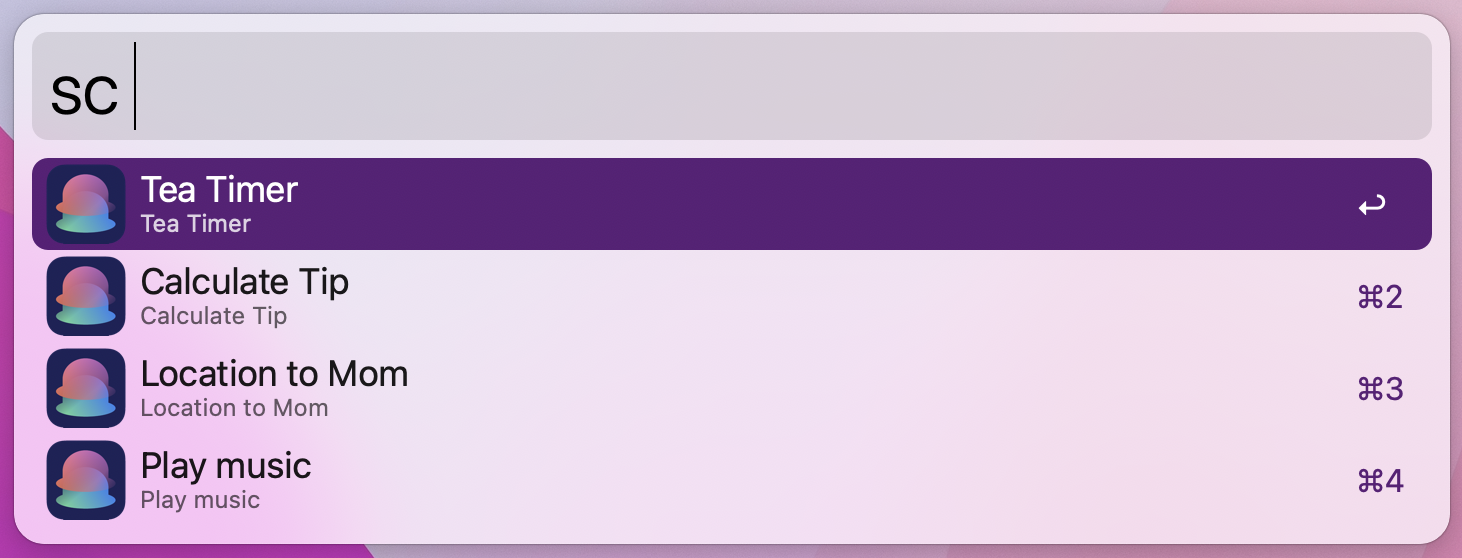 sc
Tea Timer
Tea Timer
Calculate Tip
Calculate Tip
⌘2
Location to Mom
Location to Mom
⌘3
Play music
Play music
⌘4